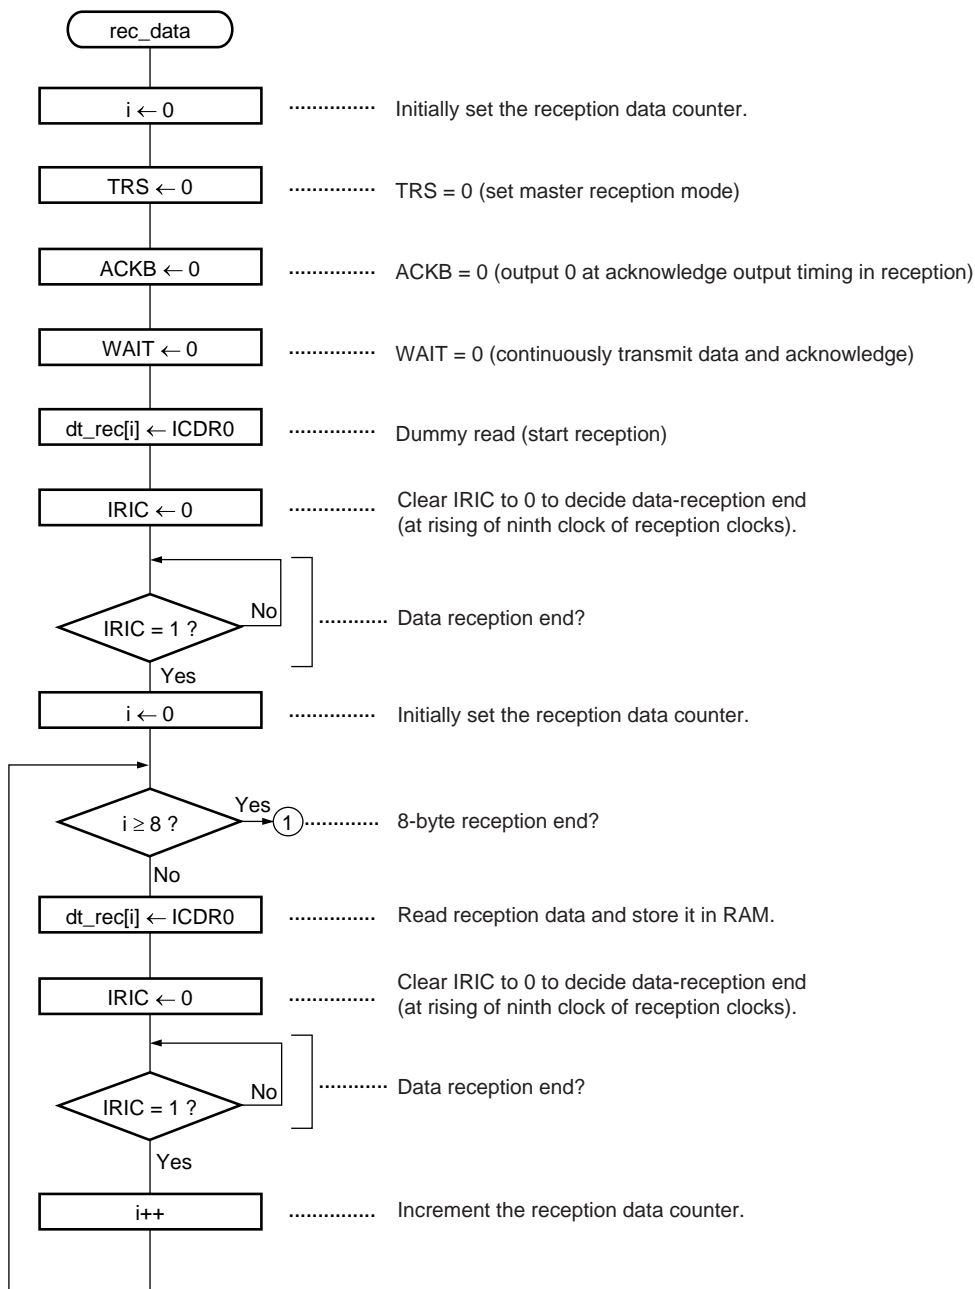 rec_data
i ← 0 ............... Initially set the reception data counter.
TRS ← 0 ............... TRS = 0 (set master reception mode)
ACKB ← 0 ............... ACKB = 0 (output 0 at acknowledge output timing in reception)
WAIT ← 0 ............... WAIT = 0 (continuously transmit data and acknowledge)
dt_rec[i] ← ICDR0 ............... Dummy read (start reception)
IRIC ← 0 ............... Clear IRIC to 0 to decide data-reception end
(at rising of ninth clock of reception clocks).
No
IRIC = 1 ? ............ Data reception end?
Yes
i ← 0 ............... Initially set the reception data counter.
Yes
i ≥ 8 ? 1 ............. 8-byte reception end?
No
dt_rec[i] ← ICDR0 ............... Read reception data and store it in RAM.
IRIC ← 0 ............... Clear IRIC to 0 to decide data-reception end
(at rising of ninth clock of reception clocks).
No
IRIC = 1 ? ............ Data reception end?
Yes
i++ ............... Increment the reception data counter.